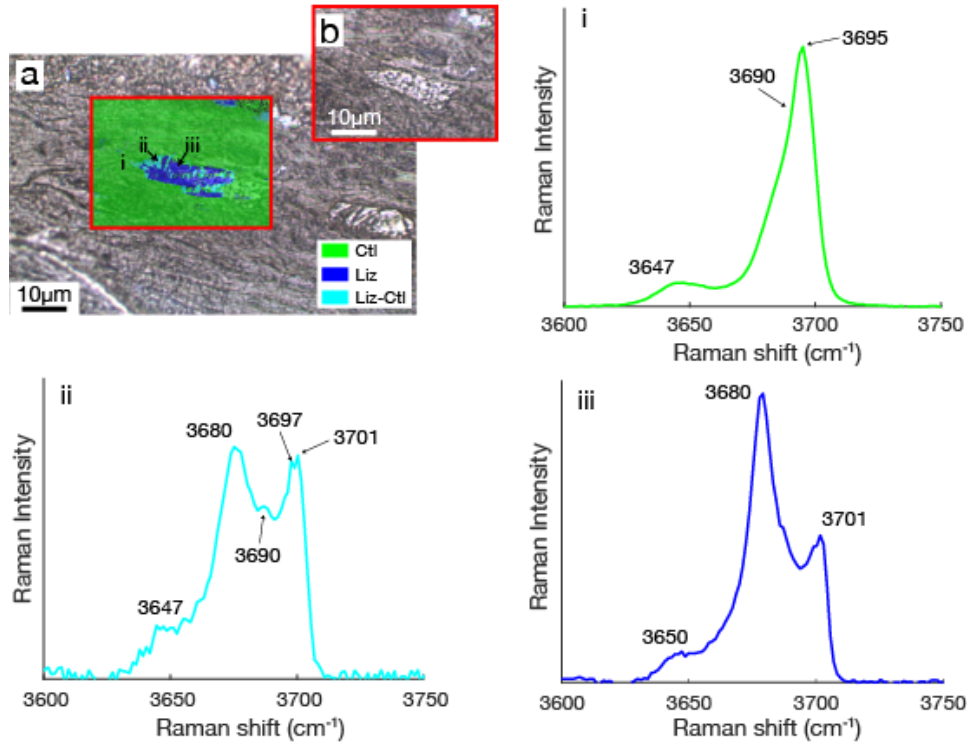 a
b
10µm
i
ii
iii
Ctl
Liz
Liz-Ctl
10µm
i
3695
3690
3647
Raman Intensity
3600 3650 3700 3750
Raman shift (cm⁻¹)
ii
3680
3697
3701
3690
3647
Raman Intensity
3600 3650 3700 3750
Raman shift (cm⁻¹)
iii
3680
3701
3650
Raman Intensity
3600 3650 3700 3750
Raman shift (cm⁻¹)